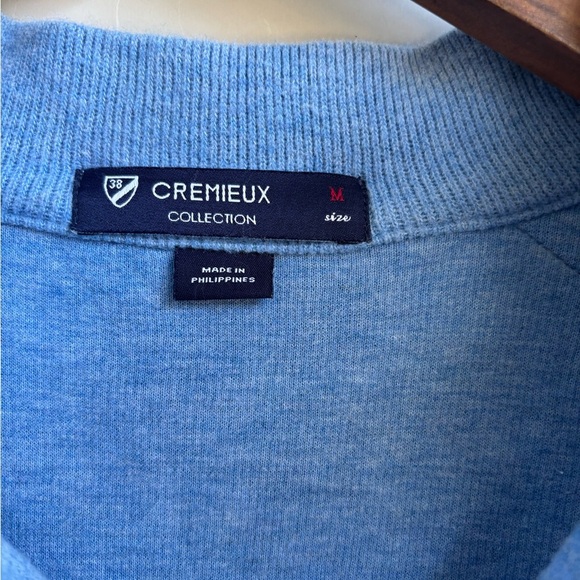 38
CREMIEUX
COLLECTION
M
size
MADE IN
PHILIPPINES